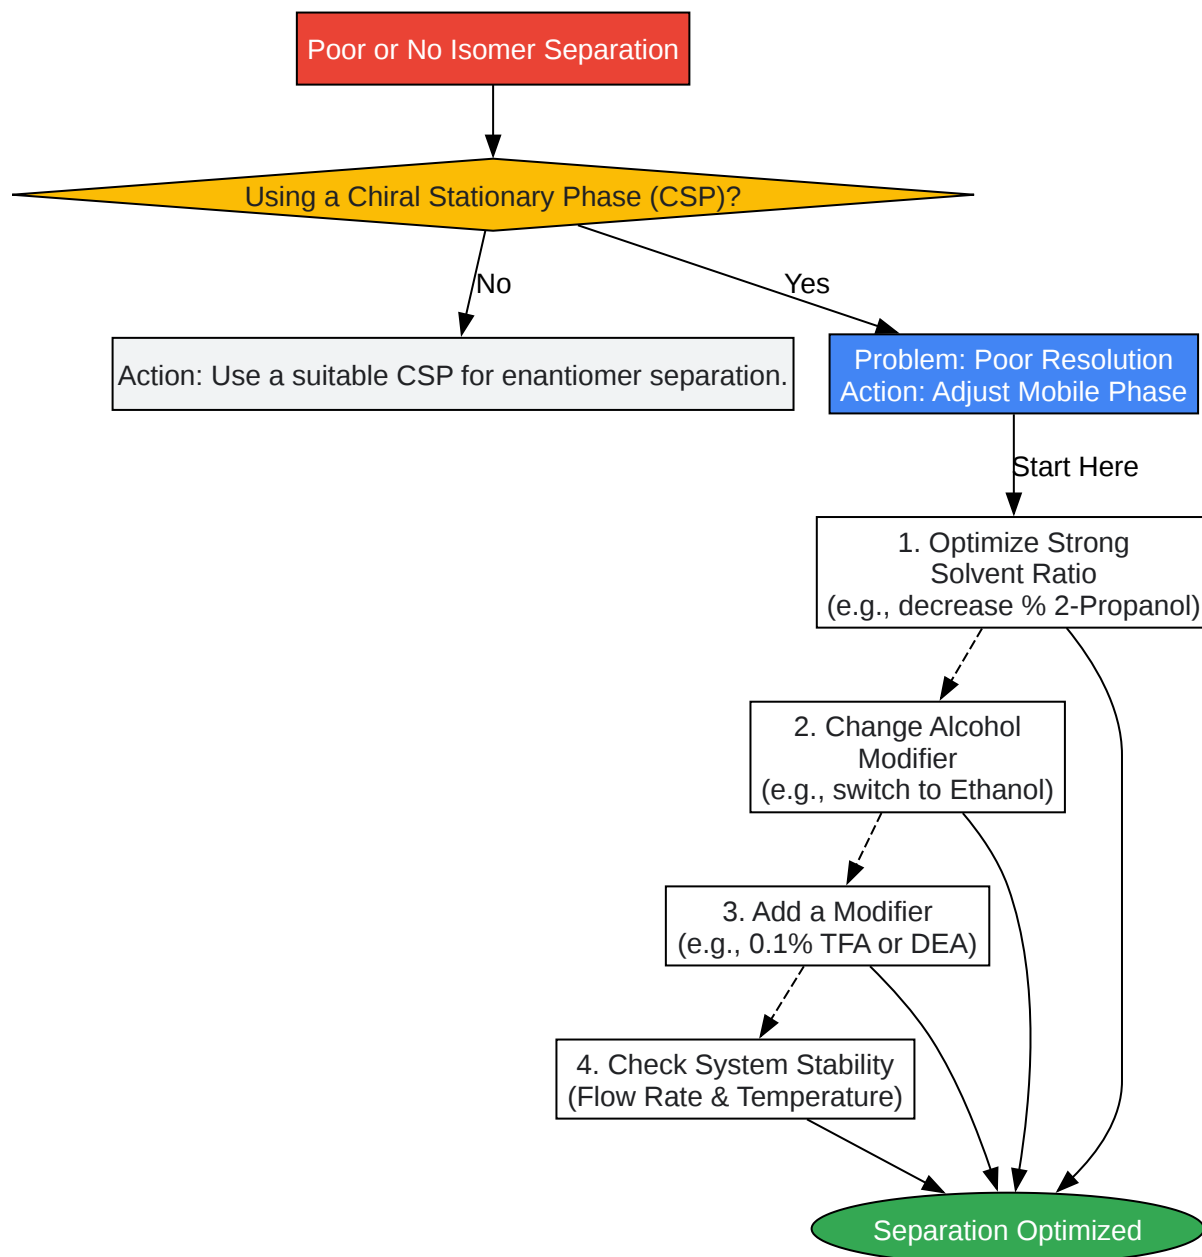 Poor or No Isomer Separation
Using a Chiral Stationary Phase (CSP)?
No
Yes
Action: Use a suitable CSP for enantiomer separation.
Problem: Poor Resolution
Action: Adjust Mobile Phase
Start Here
1. Optimize Strong
Solvent Ratio
(e.g., decrease % 2-Propanol)
2. Change Alcohol
Modifier
(e.g., switch to Ethanol)
3. Add a Modifier
(e.g., 0.1% TFA or DEA)
4. Check System Stability
(Flow Rate & Temperature)
Separation Optimized